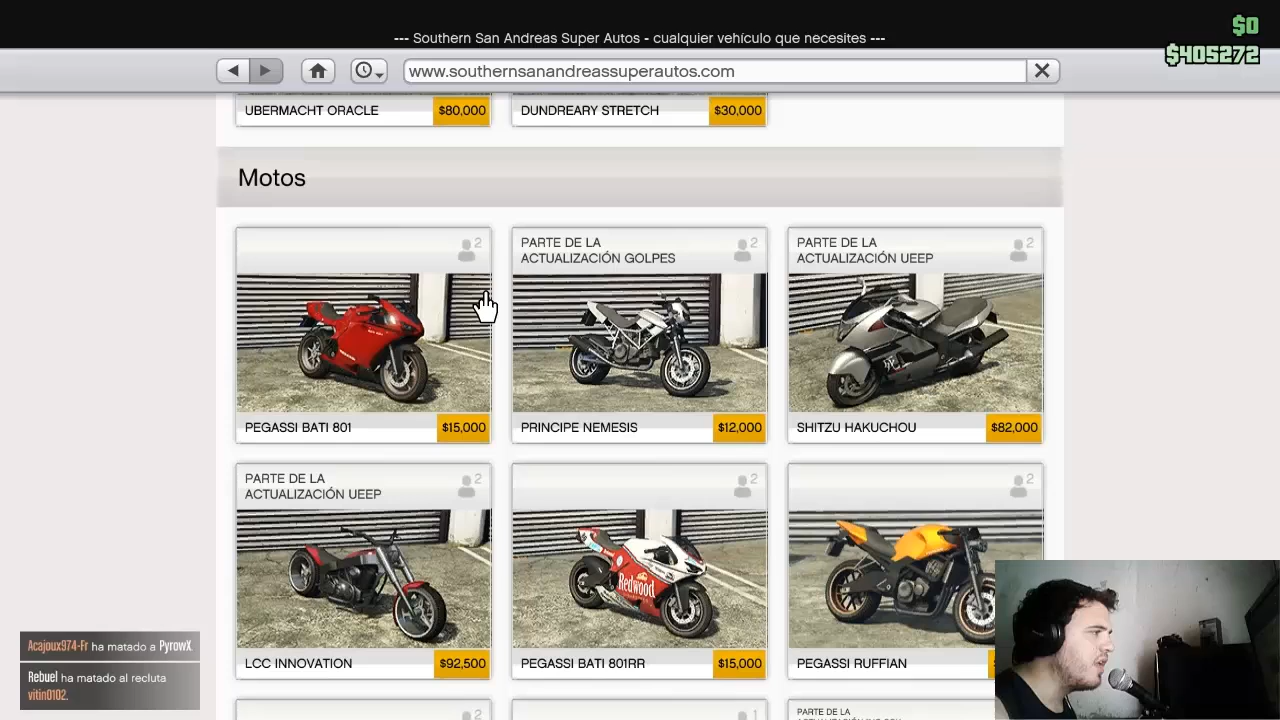 $0
$405272
--- Southern San Andreas Super Autos - cualquier vehículo que necesites ---
www.southernsanandreassuperautos.com
UBERMACHT ORACLE $80,000
DUNDREARY STRETCH $30,000
Motos
2
PEGASSI BATI 801 $15,000
PARTE DE LA
ACTUALIZACIÓN GOLPES
2
PRINCIPE NEMESIS $12,000
PARTE DE LA
ACTUALIZACIÓN UEEP
2
SHITZU HAKUCHOU $82,000
PARTE DE LA
ACTUALIZACIÓN UEEP
2
LCC INNOVATION $92,500
2
Redwood
PEGASSI BATI 801RR $15,000
2
PEGASSI RUFFIAN
2
1
PARTE DE LA
Acajoux974-Fr ha matado a PyrowX.
Rebuel ha matado al recluta
vitin0102.